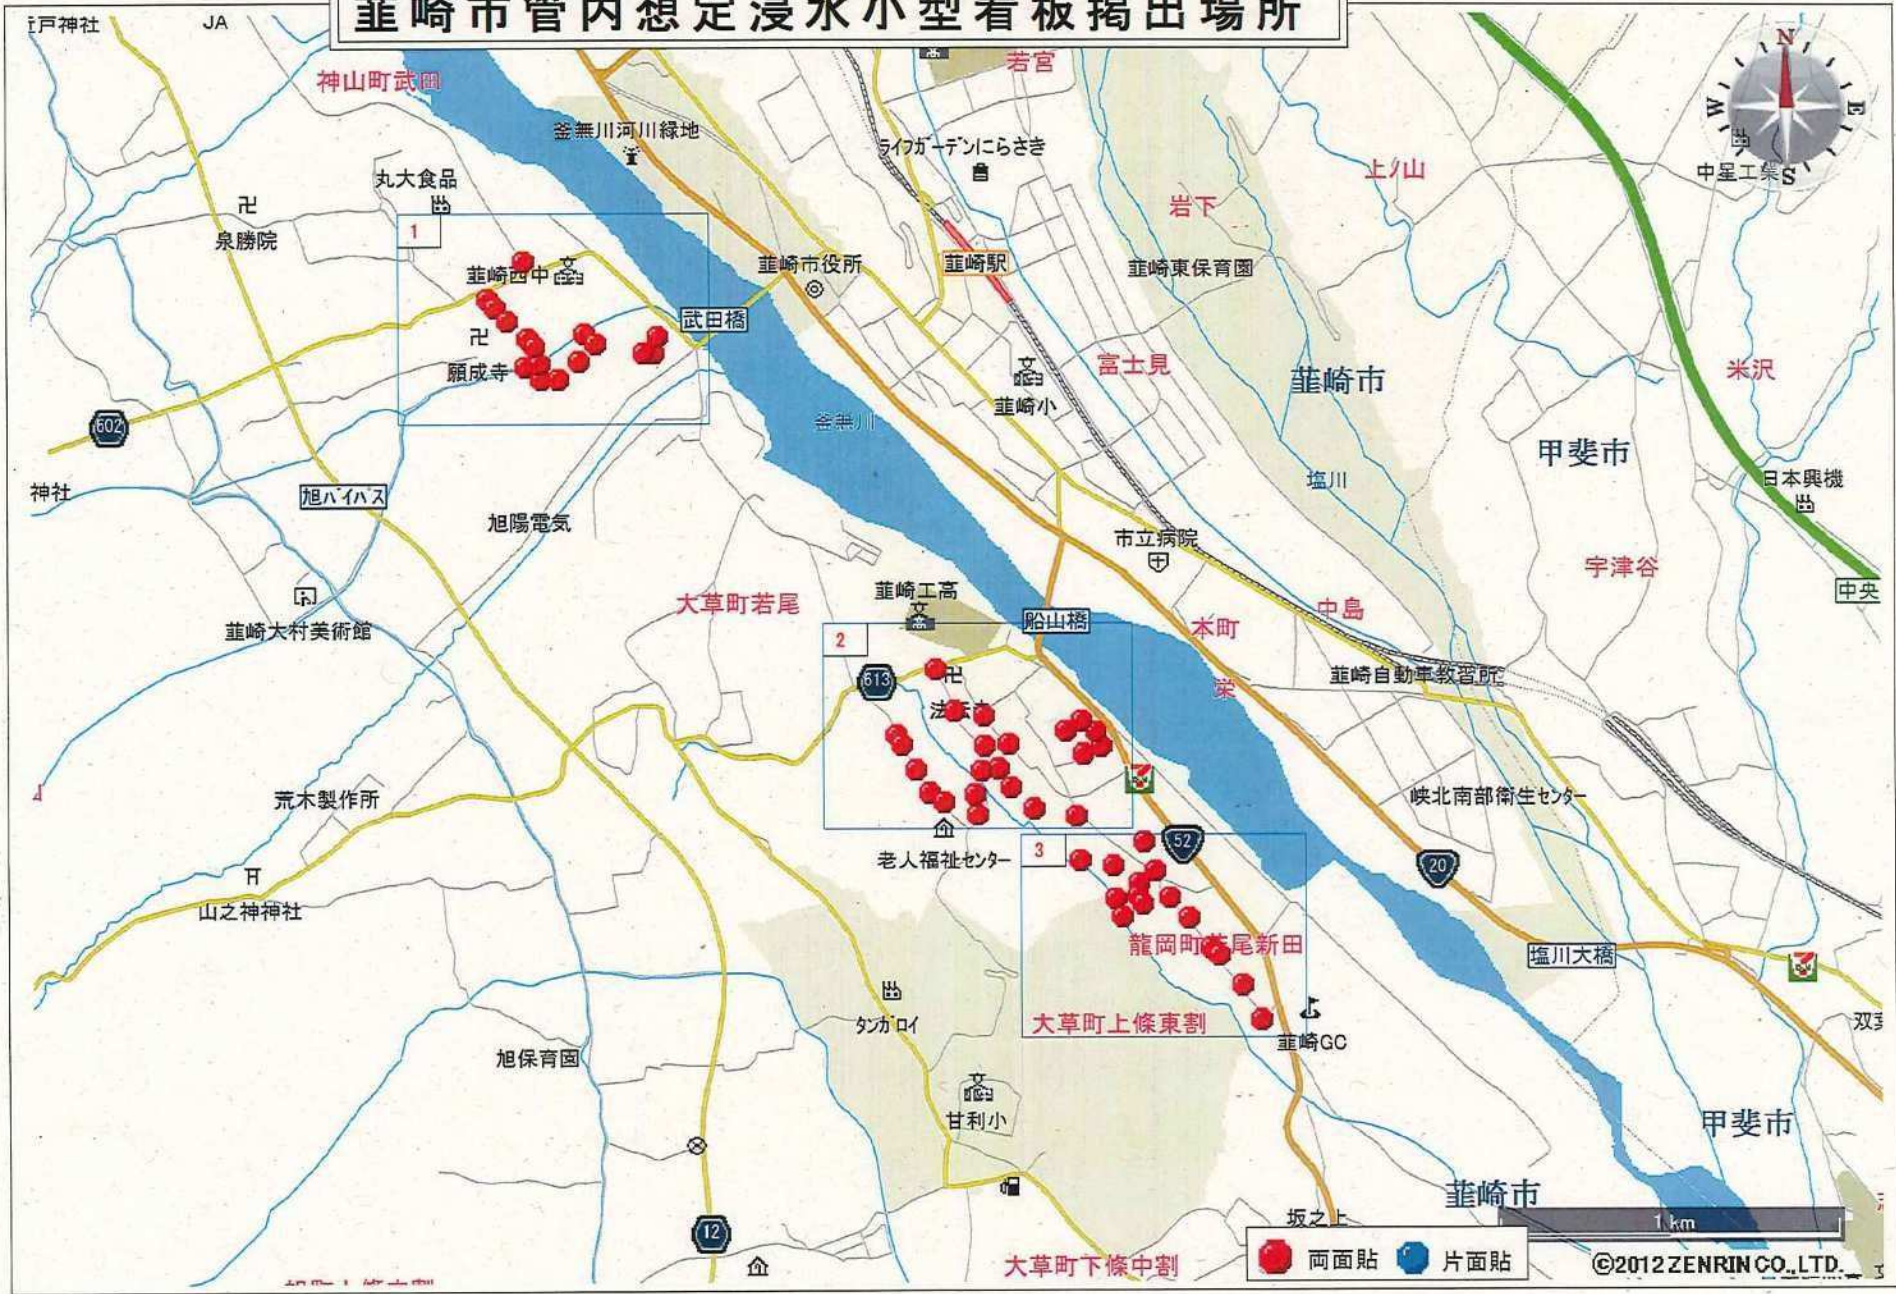 韮崎市管内想定浸水小型看板掲出場所
JA
神山町武田
若宮
N
W
E
S
釜無川河川緑地
ライフガーデンにらさき
上ノ山
中星工業
丸大食品
岩下
泉勝院
1
韮崎西中
韮崎市役所
韮崎駅
韮崎東保育園
武田橋
願成寺
富士見
韮崎市
米沢
韮崎小
602
釜無川
甲斐市
神社
旭バイパス
塩川
日本興機
旭陽電気
市立病院
宇津谷
中央
韮崎大村美術館
大草町若尾
韮崎工高
船山橋
本町
中島
2
613
栄
韮崎自動車教習所
荒木製作所
峡北南部衛生センター
老人福祉センター
3
52
20
山之神神社
龍岡町若尾新田
塩川大橋
タンガロイ
大草町上條東割
韮崎GC
旭保育園
甘利小
甲斐市
韮崎市
12
坂之上
1 km
大草町下條中割
両面貼
片面貼
©2012 ZENRIN CO.,LTD.